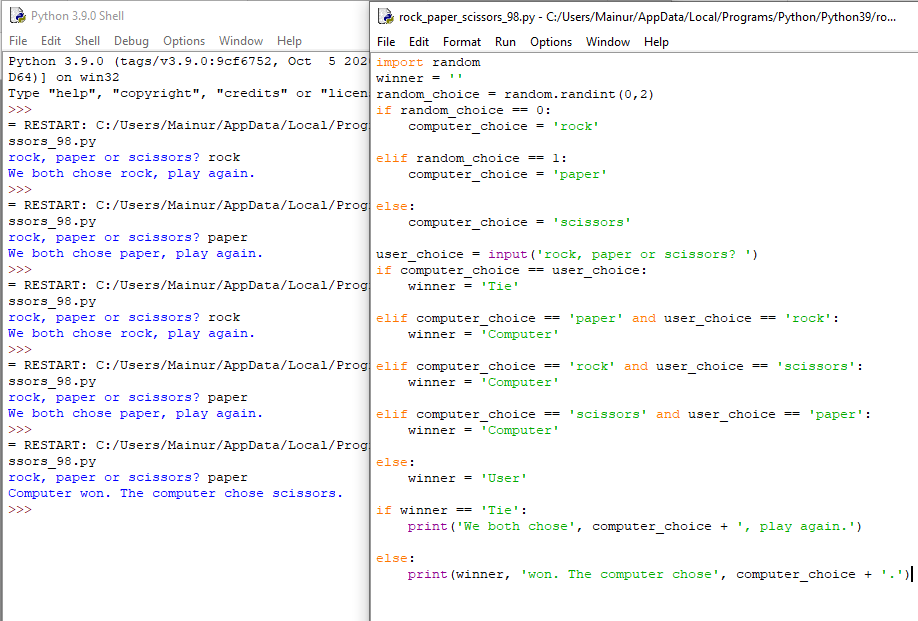 Python 3.9.0 Shell
File Edit Shell Debug Options Window Help
Python 3.9.0 (tags/v3.9.0:9cf6752, Oct  5 202
D64)] on win32
Type "help", "copyright", "credits" or "licen
>>>
= RESTART: C:/Users/Mainur/AppData/Local/Prog
ssors_98.py
rock, paper or scissors? rock
We both chose rock, play again.
>>>
= RESTART: C:/Users/Mainur/AppData/Local/Prog
ssors_98.py
rock, paper or scissors? paper
We both chose paper, play again.
>>>
= RESTART: C:/Users/Mainur/AppData/Local/Prog
ssors_98.py
rock, paper or scissors? rock
We both chose rock, play again.
>>>
= RESTART: C:/Users/Mainur/AppData/Local/Prog
ssors_98.py
rock, paper or scissors? paper
We both chose paper, play again.
>>>
= RESTART: C:/Users/Mainur/AppData/Local/Prog
ssors_98.py
rock, paper or scissors? paper
Computer won. The computer chose scissors.
>>>
rock_paper_scissors_98.py - C:/Users/Mainur/AppData/Local/Programs/Python/Python39/ro...
File Edit Format Run Options Window Help
import random
winner = ''
random_choice = random.randint(0,2)
if random_choice == 0:
    computer_choice = 'rock'
elif random_choice == 1:
    computer_choice = 'paper'
else:
    computer_choice = 'scissors'
user_choice = input('rock, paper or scissors? ')
if computer_choice == user_choice:
    winner = 'Tie'
elif computer_choice == 'paper' and user_choice == 'rock':
    winner = 'Computer'
elif computer_choice == 'rock' and user_choice == 'scissors':
    winner = 'Computer'
elif computer_choice == 'scissors' and user_choice == 'paper':
    winner = 'Computer'
else:
    winner = 'User'
if winner == 'Tie':
    print('We both chose', computer_choice + ', play again.')
else:
    print(winner, 'won. The computer chose', computer_choice + '.')